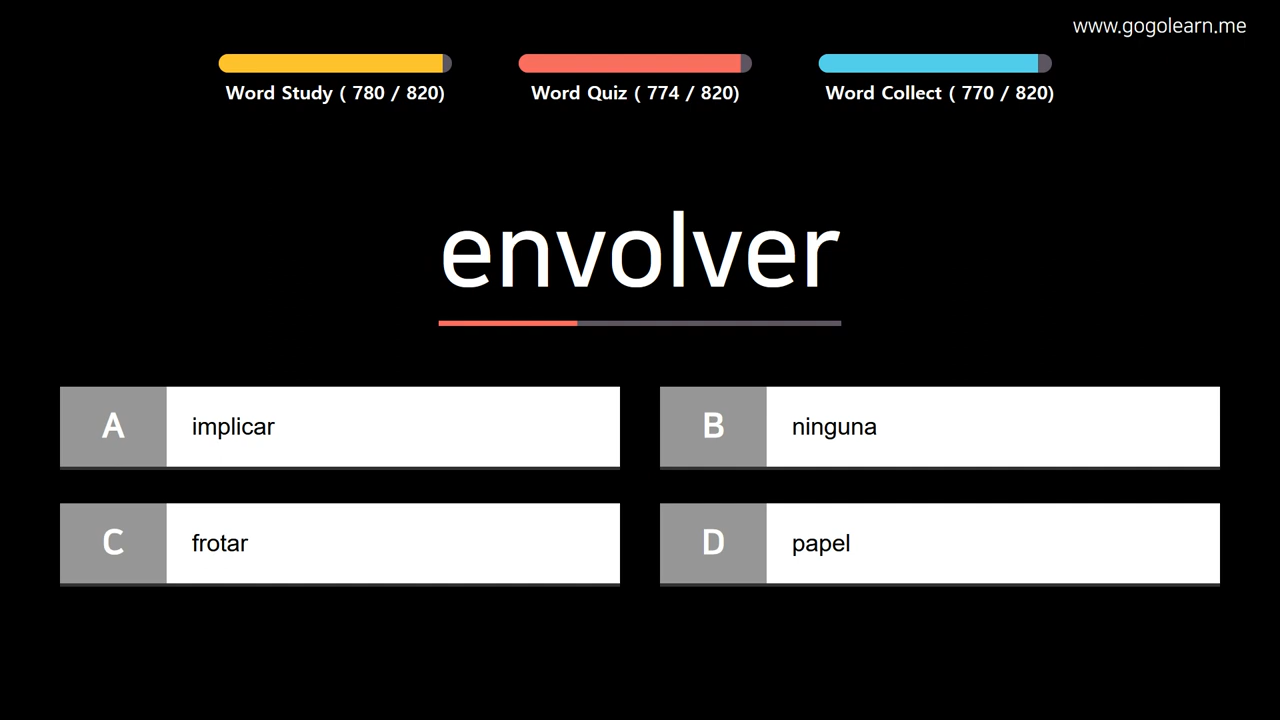 www.gogolearn.me
Word Study ( 780 / 820)
Word Quiz ( 774 / 820)
Word Collect ( 770 / 820)
envolver
A implicar
B ninguna
C frotar
D papel